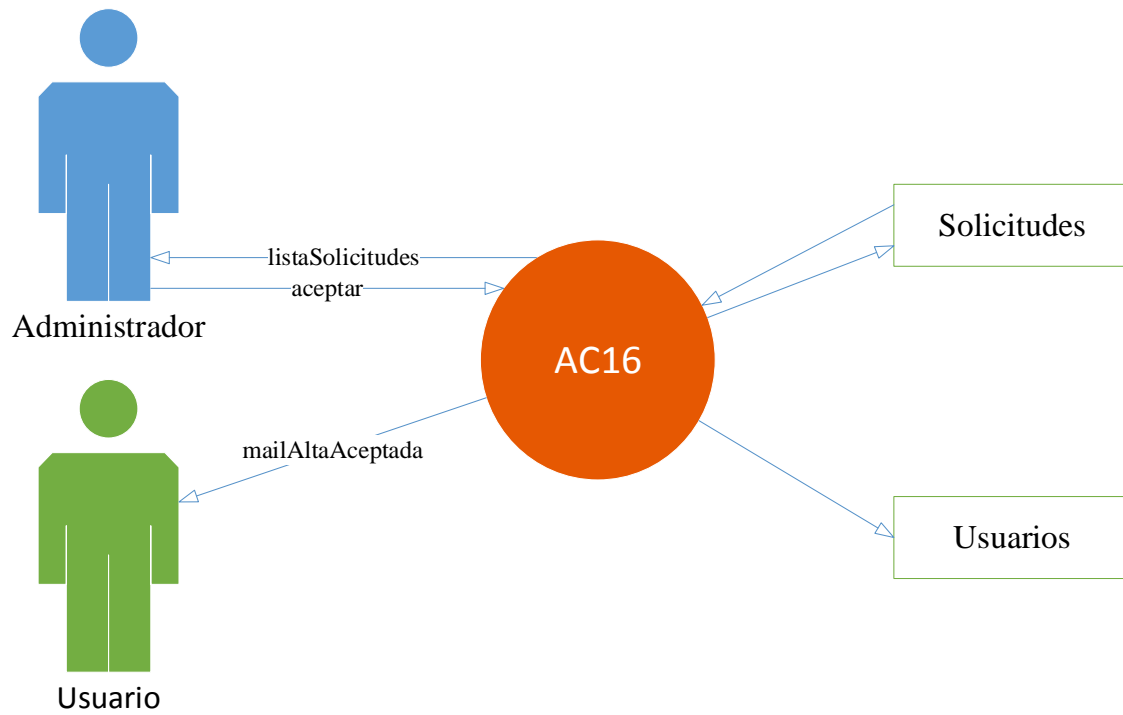 Solicitudes
listaSolicitudes
aceptar
Administrador
AC16
mailAltaAceptada
Usuarios
Usuario